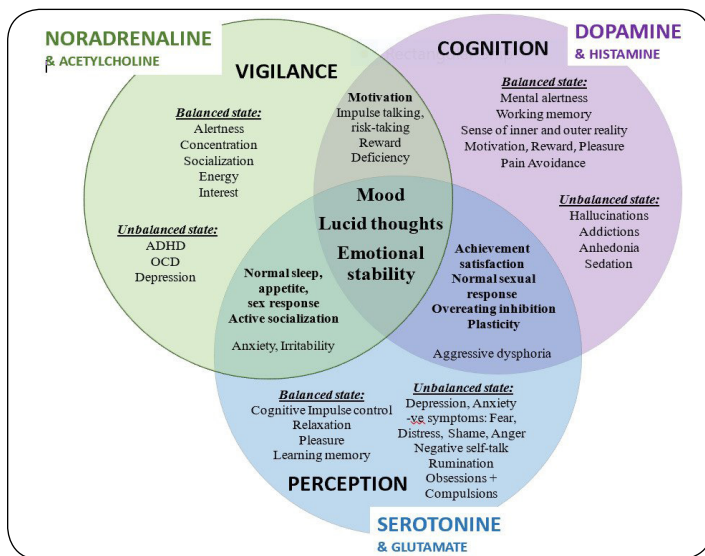 NORADRENALINE
& ACETYLCHOLINE
VIGILANCE
Balanced state:
Alertness
Concentration
Socialization
Energy
Interest
Unbalanced state:
ADHD
OCD
Depression
DOPAMINE
& HISTAMINE
COGNITION
Balanced state:
Mental alertness
Working memory
Sense of inner and outer reality
Motivation, Reward, Pleasure
Pain Avoidance
Unbalanced state:
Hallucinations
Addictions
Anhedonia
Sedation
Motivation
Impulse talking,
risk-taking
Reward
Deficiency
Mood
Lucid thoughts
Emotional
stability
Normal sleep,
appetite,
sex response
Active socialization
Anxiety, Irritability
Achievement
satisfaction
Normal sexual
response
Overeating inhibition
Plasticity
Aggressive dysphoria
Balanced state:
Cognitive Impulse control
Relaxation
Pleasure
Learning memory
Unbalanced state:
Depression, Anxiety
-ve symptoms: Fear,
Distress, Shame, Anger
Negative self-talk
Rumination
Obsessions +
Compulsions
PERCEPTION
SEROTONINE
& GLUTAMATE